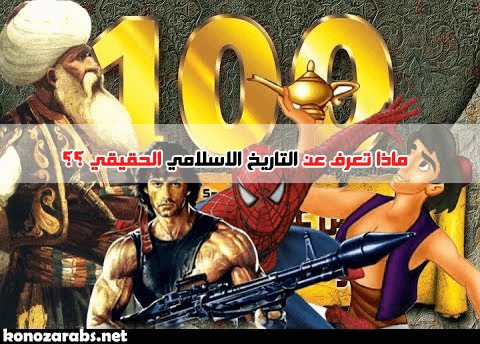 100
ماذا تعرف عن التاريخ الاسلامي الحقيقي ؟؟
konozarabs.net